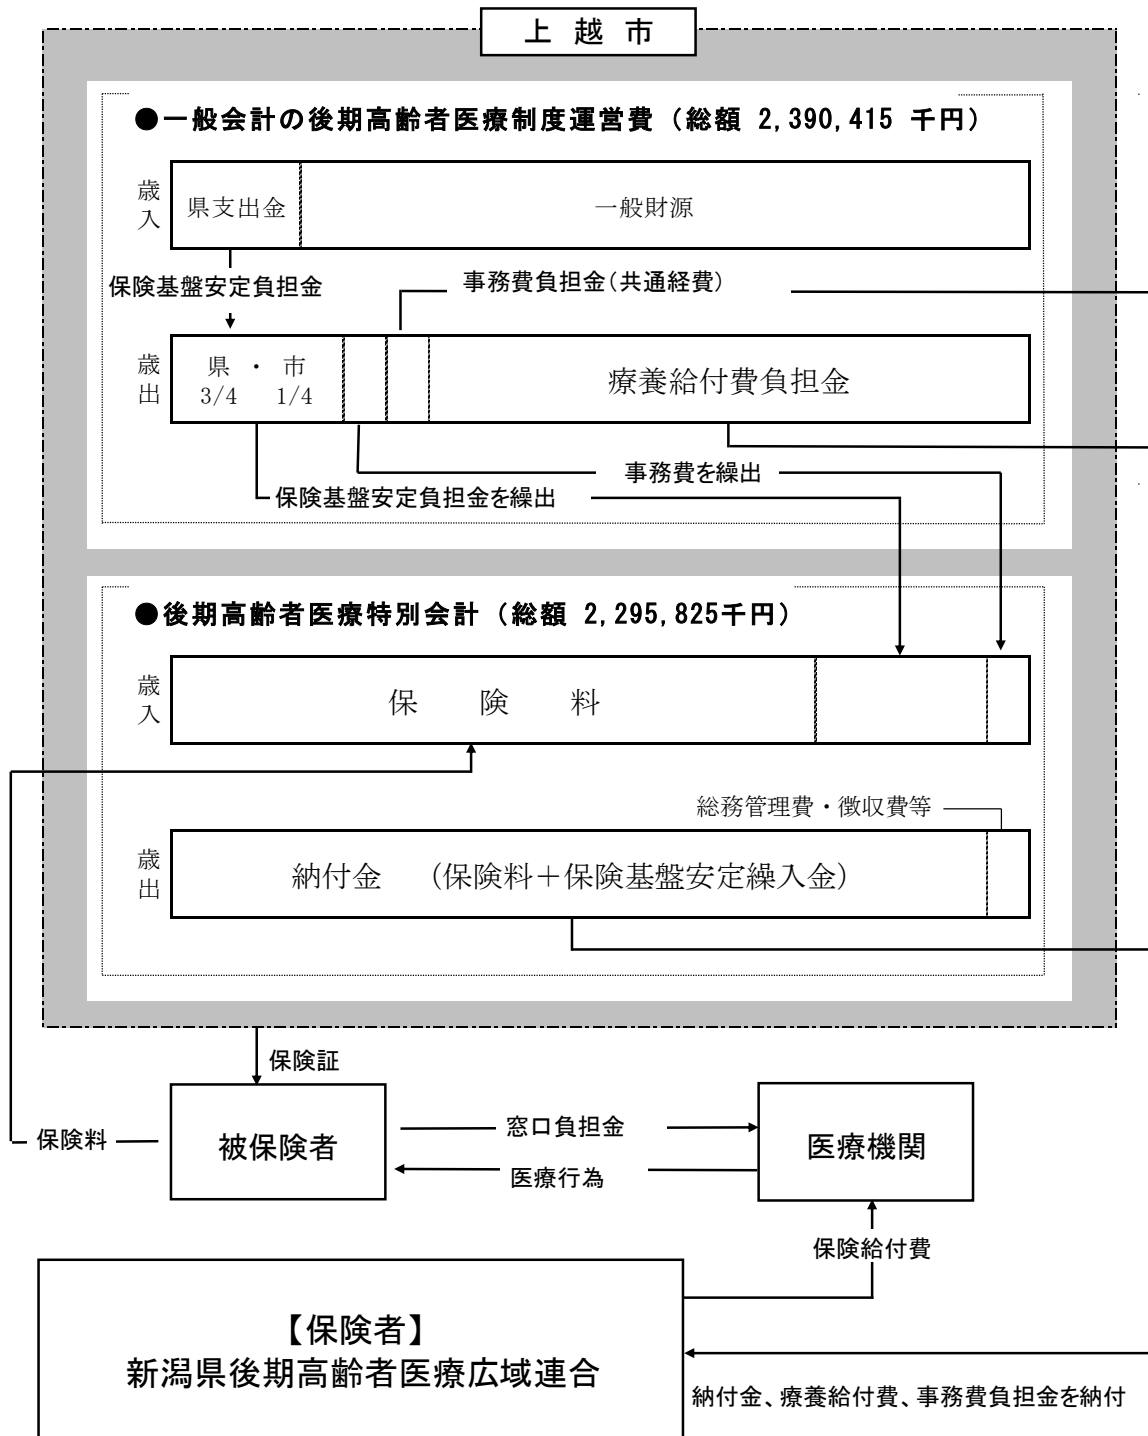 上 越 市
●一般会計の後期高齢者医療制度運営費（総額 2,390,415 千円）
歳入
県支出金
一般財源
保険基盤安定負担金
事務費負担金（共通経費）
歳出
県 ・ 市
3/4 1/4
療養給付費負担金
事務費を繰出
保険基盤安定負担金を繰出
●後期高齢者医療特別会計（総額 2,295,825千円）
歳入
保 険 料
総務管理費・徴収費等
歳出
納付金 （保険料＋保険基盤安定繰入金）
保険証
保険料
被保険者
窓口負担金
医療行為
医療機関
保険給付費
【保険者】
新潟県後期高齢者医療広域連合
納付金、療養給付費、事務費負担金を納付